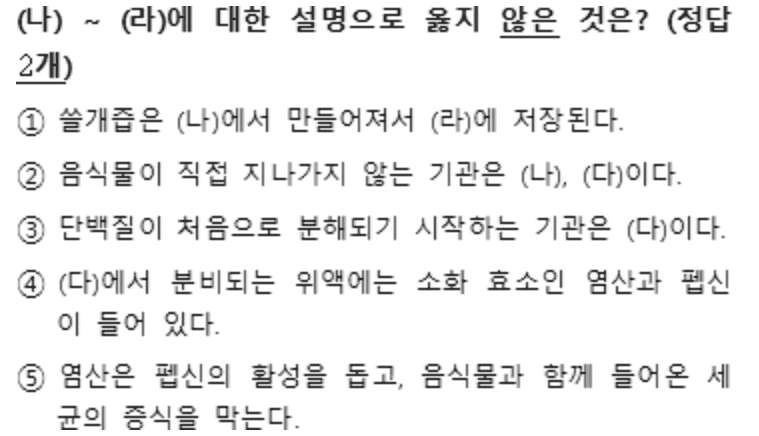 (나) ~ (라)에 대한 설명으로 옳지 않은 것은? (정답
2개)
① 쓸개즙은 (나)에서 만들어져서 (라)에 저장된다.
② 음식물이 직접 지나가지 않는 기관은 (나), (다)이다.
③ 단백질이 처음으로 분해되기 시작하는 기관은 (다)이다.
④ (다)에서 분비되는 위액에는 소화 효소인 염산과 펩신
이 들어 있다.
⑤ 염산은 펩신의 활성을 돕고, 음식물과 함께 들어온 세
균의 증식을 막는다.